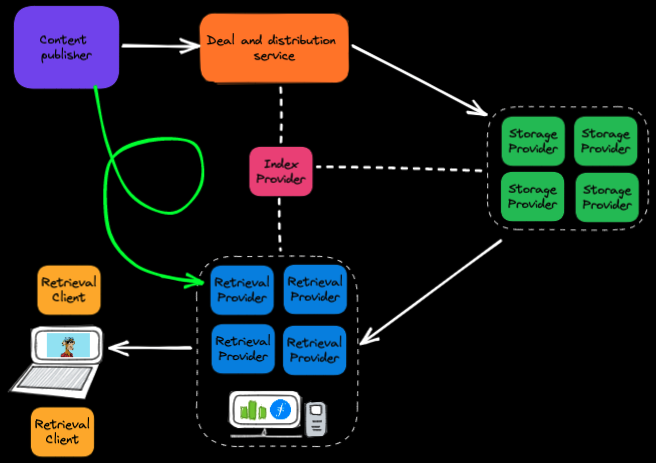 Content
publisher
Deal and distribution
service
Storage
Provider
Storage
Provider
Storage
Provider
Storage
Provider
Index
Provider
Retrieval
Provider
Retrieval
Provider
Retrieval
Provider
Retrieval
Provider
Retrieval
Client
Retrieval
Client